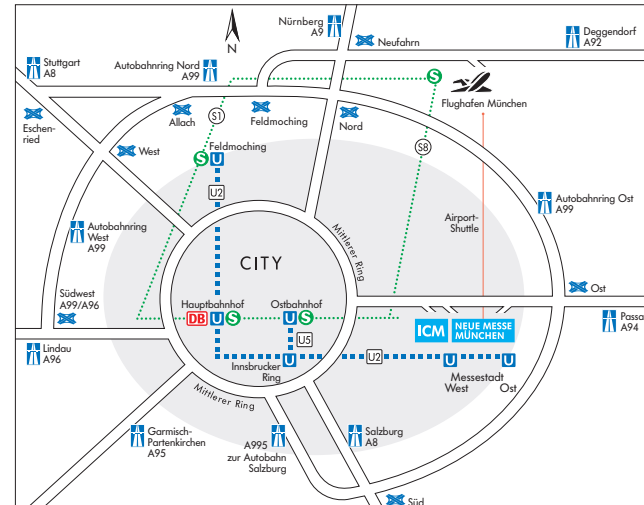 Nürnberg
A9
N
Neufahrn
Deggendorf
A92
Stuttgart
A8
Autobahnring Nord
A99
S
Flughafen München
Eschen-
ried
Allach
S1
Feldmoching
Nord
West
S8
Feldmoching
S U
U2
Autobahnring Ost
A99
Autobahnring
West
A99
Mittlerer Ring
Airport-
Shuttle
CITY
Südwest
A99/A96
Ost
Hauptbahnhof
DB U S
Ostbahnhof
U S
ICM
NEUE MESSE
MÜNCHEN
Passa
A94
U5
Lindau
A96
Innsbrucker
Ring
U
U2
U
U
Messestadt
West Ost
Mittlerer Ring
Garmisch-
Partenkirchen
A95
A995
zur Autobahn
Salzburg
Salzburg
A8
Süd